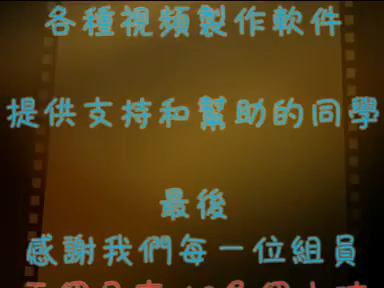 各種視頻製作軟件
提供支持和幫助的同學
最後
感謝我們每一位組員